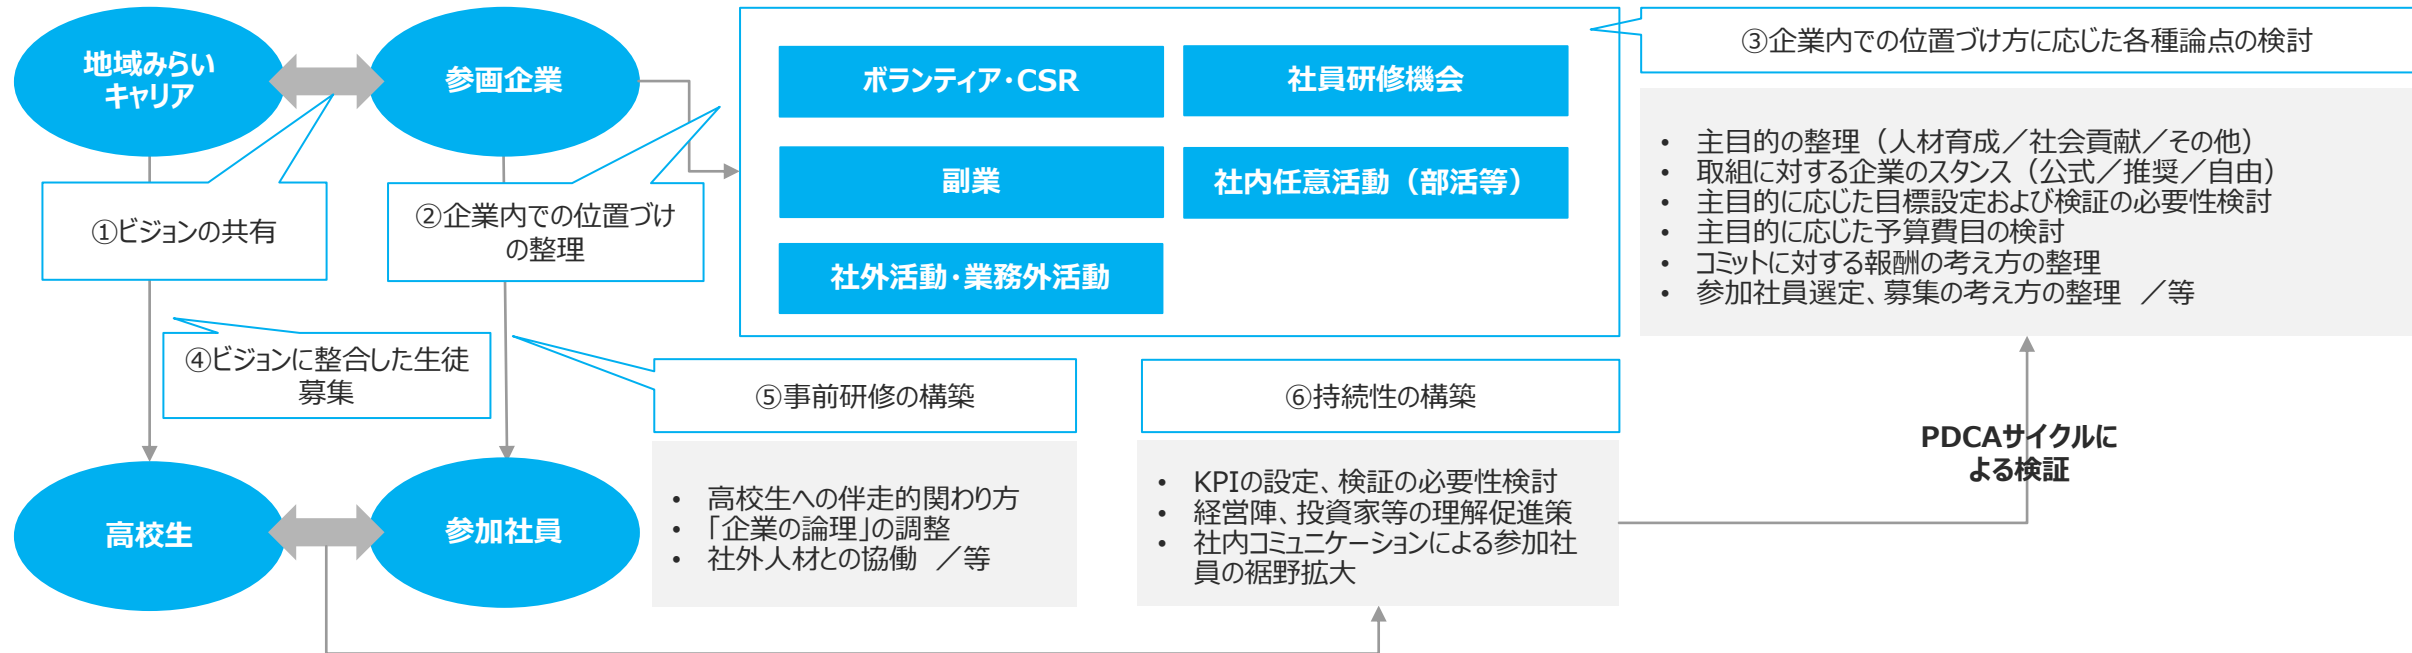 地域みらい
キャリア
参画企業
①ビジョンの共有
②企業内での位置づけ
の整理
ボランティア・CSR
社員研修機会
副業
社内任意活動（部活等）
社外活動・業務外活動
③企業内での位置づけ方に応じた各種論点の検討
• 主目的の整理（人材育成／社会貢献／その他）
• 取組に対する企業のスタンス（公式／推奨／自由）
• 主目的に応じた目標設定および検証の必要性検討
• 主目的に応じた予算費目の検討
• コミットに対する報酬の考え方の整理
• 参加社員選定、募集の考え方の整理　／等
④ビジョンに整合した生徒
募集
⑤事前研修の構築
• 高校生への伴走的関わり方
• 「企業の論理」の調整
• 社外人材との協働　／等
⑥持続性の構築
• KPIの設定、検証の必要性検討
• 経営陣、投資家等の理解促進策
• 社内コミュニケーションによる参加社
員の裾野拡大
PDCAサイクルに
よる検証
高校生
参加社員